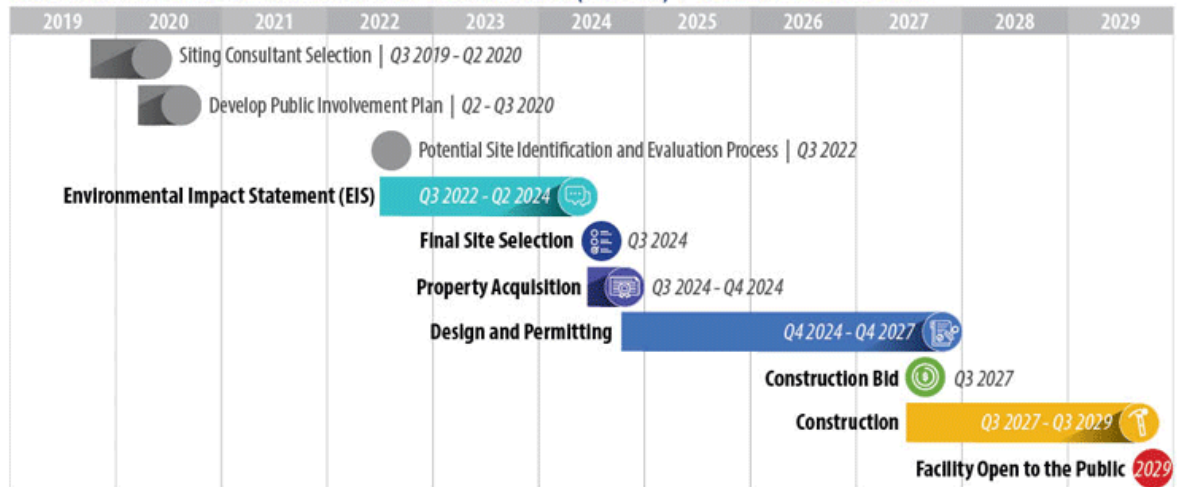 2019 2020 2021 2022 2023 2024 2025 2026 2027 2028 2029
Siting Consultant Selection | Q3 2019 - Q2 2020
Develop Public Involvement Plan | Q2 - Q3 2020
Potential Site Identification and Evaluation Process | Q3 2022
Environmental Impact Statement (EIS) Q3 2022 - Q2 2024
Final Site Selection Q3 2024
Property Acquisition Q3 2024 - Q4 2024
Design and Permitting Q4 2024 - Q4 2027
Construction Bid Q3 2027
Construction Q3 2027 - Q3 2029
Facility Open to the Public 2029